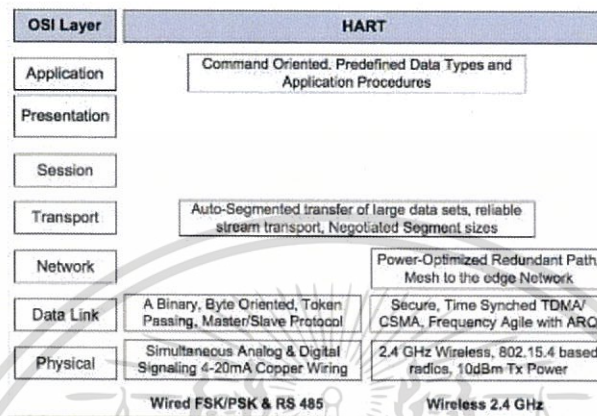 OSI Layer HART
Application Command Oriented. Predefined Data Types and
Application Procedures
Presentation
Session
Transport Auto-Segmented transfer of large data sets, reliable
stream transport, Negotiated Segment sizes
Network Power-Optimized Redundant Path,
Mesh to the edge Network
Data Link A Binary, Byte Oriented, Token
Passing, Master/Slave Protocol
Secure, Time Synched TDMA/
CSMA, Frequency Agile with ARQ
Physical Simultaneous Analog & Digital
Signaling 4-20mA Copper Wiring
2.4 GHz Wireless, 802.15.4 based
radios, 10dBm Tx Power
Wired FSK/PSK & RS 485 Wireless 2.4 GHz